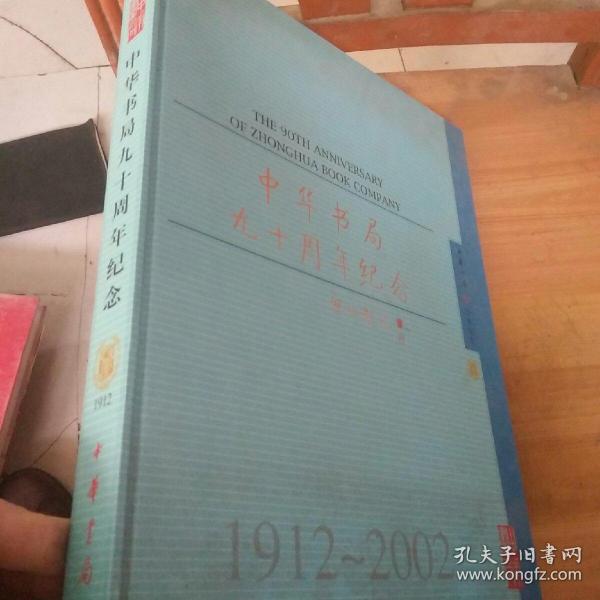 中华书局九十周年纪念
1912
中华书局
THE 90TH ANNIVERSARY
OF ZHONGHUA BOOK COMPANY
中华书局
九十周年纪念
1912~2002
孔夫子旧书网
www.kongfz.com